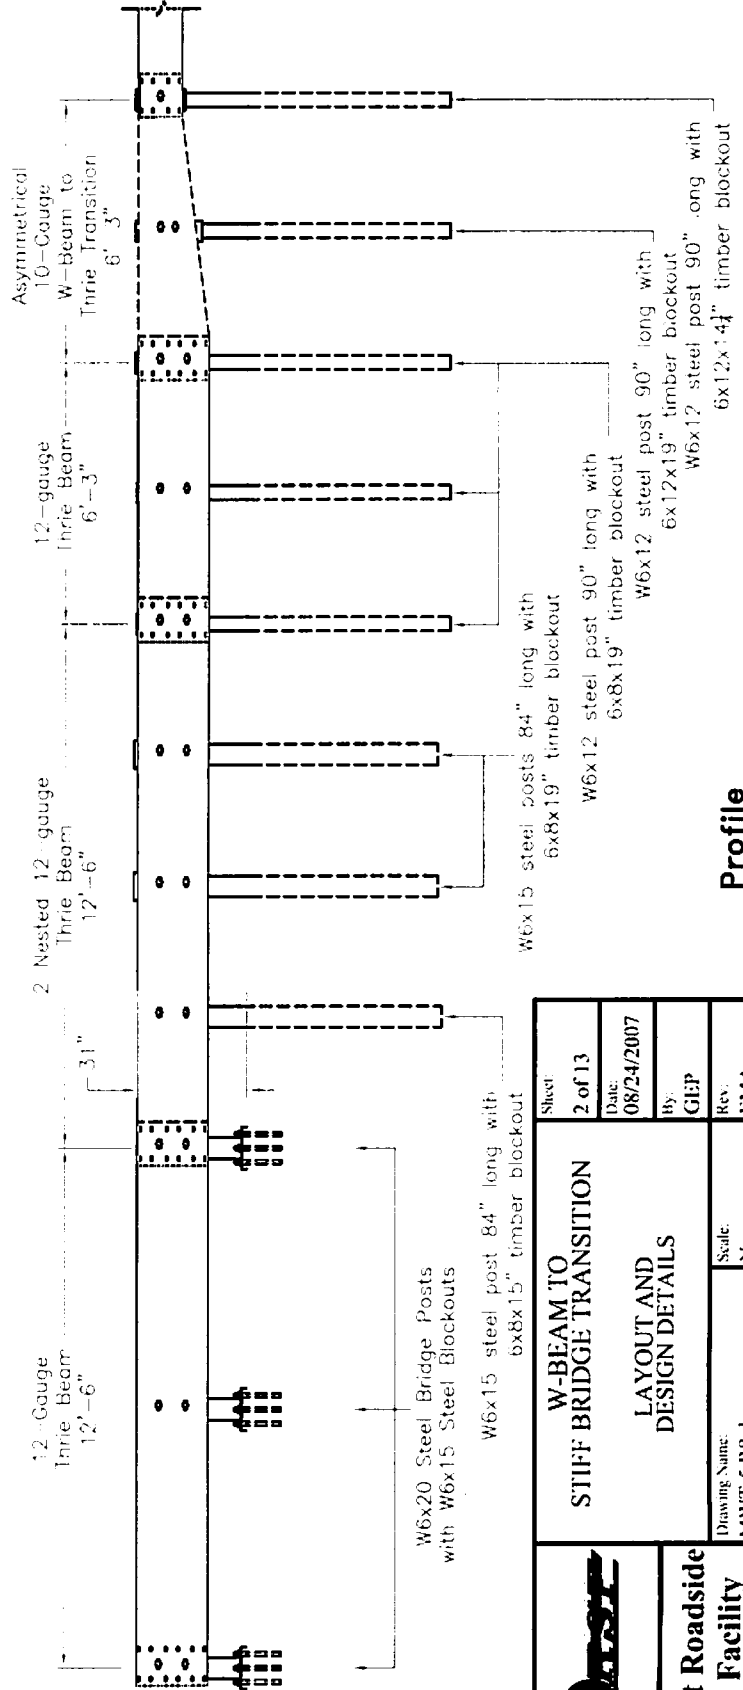 12-Gauge
Thrie Beam
12'-6"
2 Nested 12-gauge
Thrie Beam
12'-6"
12-gauge
Thrie Beam
6'-3"
Asymmetrical
10-Gauge
W-Beam to
Thrie Transition
6' 3"
31"
W6x20 Steel Bridge Posts
with W6x15 Steel Blockouts
W6x15 steel post 84" long with
6x8x15" timber blockout
W6x15 steel posts 84" long with
6x8x19" timber blockout
W6x12 steel post 90" long with
6x8x19" timber blockout
W6x12 steel post 90" long with
6x12x19" timber blockout
W6x12 steel post 90" long with
6x12x14¼" timber blockout
Profile
t Roadside
Facility
W-BEAM TO
STIFF BRIDGE TRANSITION
LAYOUT AND
DESIGN DETAILS
Drawing Name:
Scale:
Sheet:
2 of 13
Date:
08/24/2007
By:
GEP
Rev.